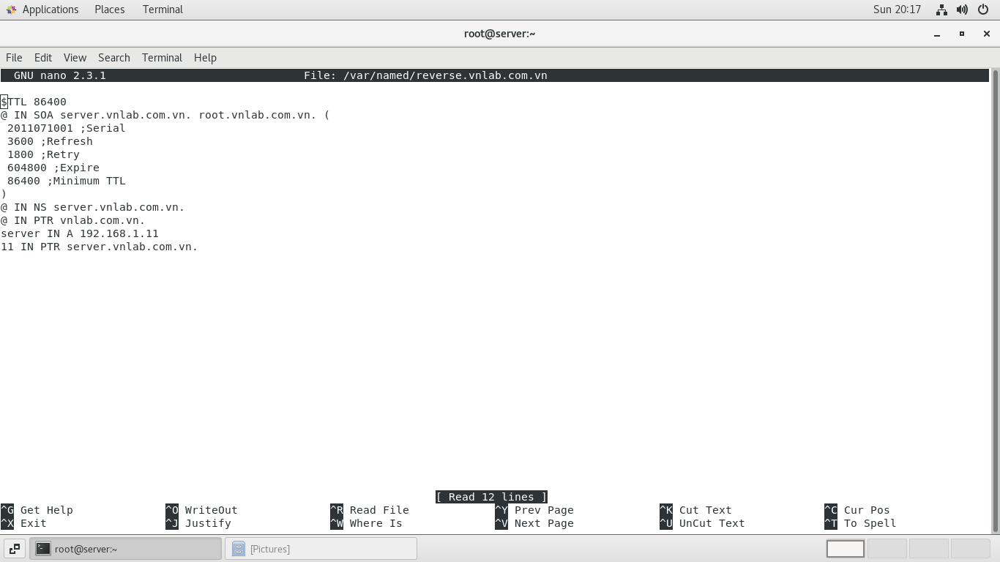 Applications Places Terminal Sun 20:17
root@server:~
File Edit View Search Terminal Help
GNU nano 2.3.1 File: /var/named/reverse.vnlab.com.vn
$TTL 86400
@ IN SOA server.vnlab.com.vn. root.vnlab.com.vn. (
2011071001 ;Serial
3600 ;Refresh
1800 ;Retry
604800 ;Expire
86400 ;Minimum TTL
)
@ IN NS server.vnlab.com.vn.
@ IN PTR vnlab.com.vn.
server IN A 192.168.1.11
11 IN PTR server.vnlab.com.vn.
[ Read 12 lines ]
^G Get Help ^O WriteOut ^R Read File ^Y Prev Page ^K Cut Text ^C Cur Pos
^X Exit ^J Justify ^W Where Is ^V Next Page ^U UnCut Text ^T To Spell
root@server:~ [Pictures]